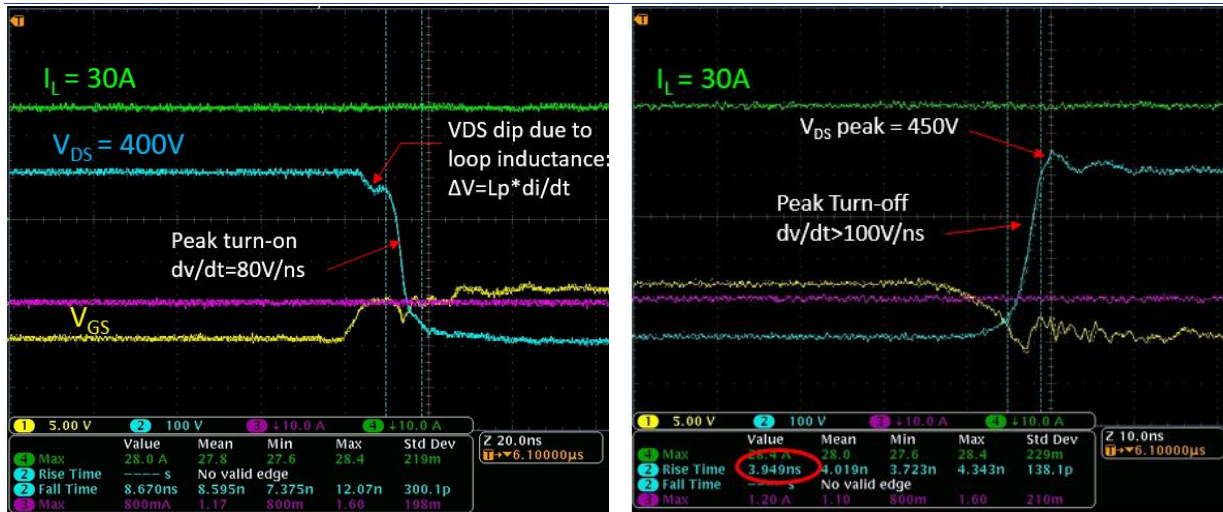 I_L = 30A
V_DS = 400V
VDS dip due to
loop inductance:
ΔV=Lp*di/dt
Peak turn-on
dv/dt=80V/ns
V_GS
1 5.00 V 2 100 V 3 ↓10.0 A 4 ↓10.0 A
Z 20.0ns
T→▼6.10000µs
Value Mean Min Max Std Dev
4 Max 28.0 A 27.8 27.6 28.4 219m
2 Rise Time ---- s No valid edge
2 Fall Time 8.670ns 8.595n 7.375n 12.07n 300.1p
3 Max 800mA 1.17 800m 1.60 198m
I_L = 30A
V_DS peak = 450V
Peak Turn-off
dv/dt>100V/ns
1 5.00 V 2 100 V 3 ↓10.0 A 4 ↓10.0 A
Z 10.0ns
T→▼6.10000µs
Value Mean Min Max Std Dev
4 Max 28.4 A 28.0 27.6 28.4 229m
2 Rise Time 3.949ns 4.019n 3.723n 4.343n 138.1p
2 Fall Time ---- s No valid edge
3 Max 1.20 A 1.10 800m 1.60 210m